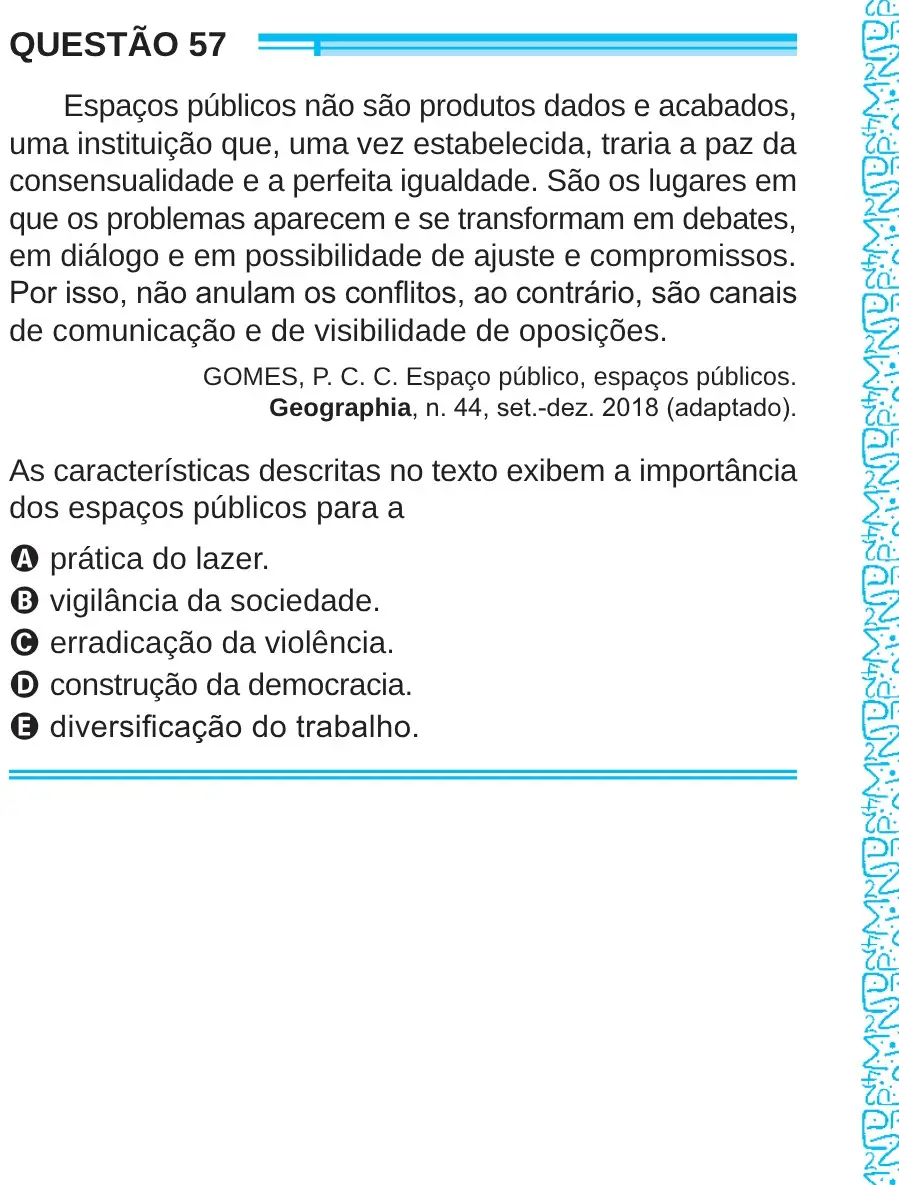 QUESTÃO 57
Espaços públicos não são produtos dados e acabados,
uma instituição que, uma vez estabelecida, traria a paz da
consensualidade e a perfeita igualdade. São os lugares em
que os problemas aparecem e se transformam em debates,
em diálogo e em possibilidade de ajuste e compromissos.
Por isso, não anulam os conflitos, ao contrário, são canais
de comunicação e de visibilidade de oposições.
GOMES, P. C. C. Espaço público, espaços públicos.
Geographia, n. 44, set.-dez. 2018 (adaptado).
As características descritas no texto exibem a importância
dos espaços públicos para a
A prática do lazer.
B vigilância da sociedade.
C erradicação da violência.
D construção da democracia.
E diversificação do trabalho.